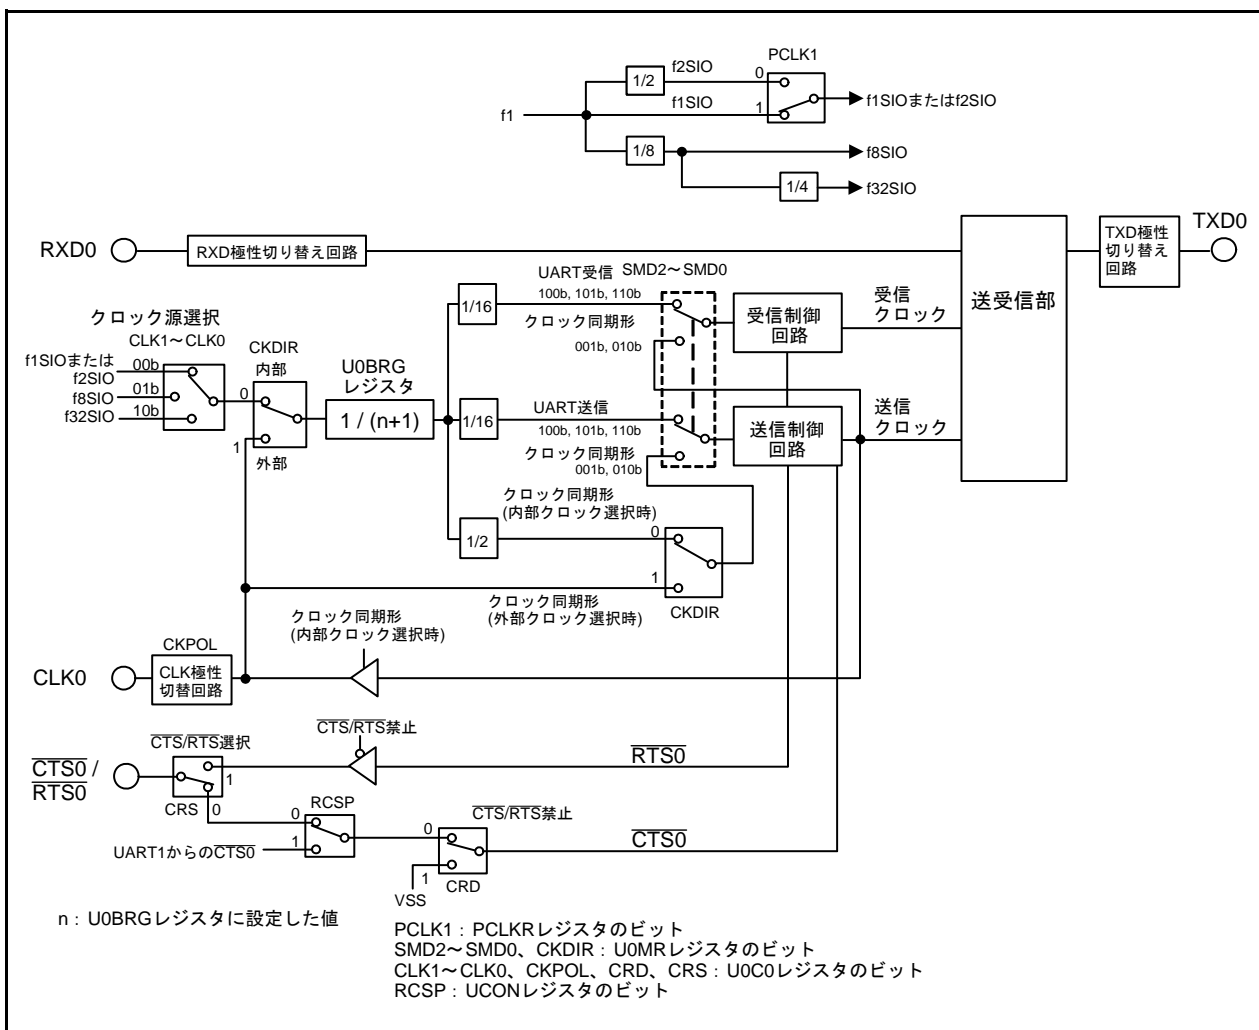 PCLK1
f2SIO
0
1/2
f1SIO
1
f1
f1SIOまたはf2SIO
1/8
f8SIO
1/4
f32SIO
RXD0
RXD極性切り替え回路
送受信部
TXD極性
切り替え
回路
TXD0
UART受信
SMD2～SMD0
100b, 101b, 110b
1/16
クロック同期形
001b, 010b
受信制御
回路
受信
クロック
クロック源選択
CLK1～CLK0
f1SIOまたは
f2SIO
00b
f8SIO
01b
f32SIO
10b
CKDIR
内部
0
1
外部
U0BRG
レジスタ
1 / (n+1)
1/16
UART送信
100b, 101b, 110b
クロック同期形
001b, 010b
送信制御
回路
送信
クロック
クロック同期形
(内部クロック選択時)
1/2
0
1
CKDIR
クロック同期形
(外部クロック選択時)
クロック同期形
(内部クロック選択時)
CKPOL
CLK0
CLK極性
切替回路
CTS/RTS選択
CTS/RTS禁止
RTS0
CTS0 /
RTS0
1
CRS
0
RCSP
0
1
UART1からのCTS0
CTS/RTS禁止
0
CTS0
1
VSS
CRD
n : U0BRGレジスタに設定した値
PCLK1 : PCLKRレジスタのビット
SMD2～SMD0、CKDIR : U0MRレジスタのビット
CLK1～CLK0、CKPOL、CRD、CRS : U0C0レジスタのビット
RCSP : UCONレジスタのビット